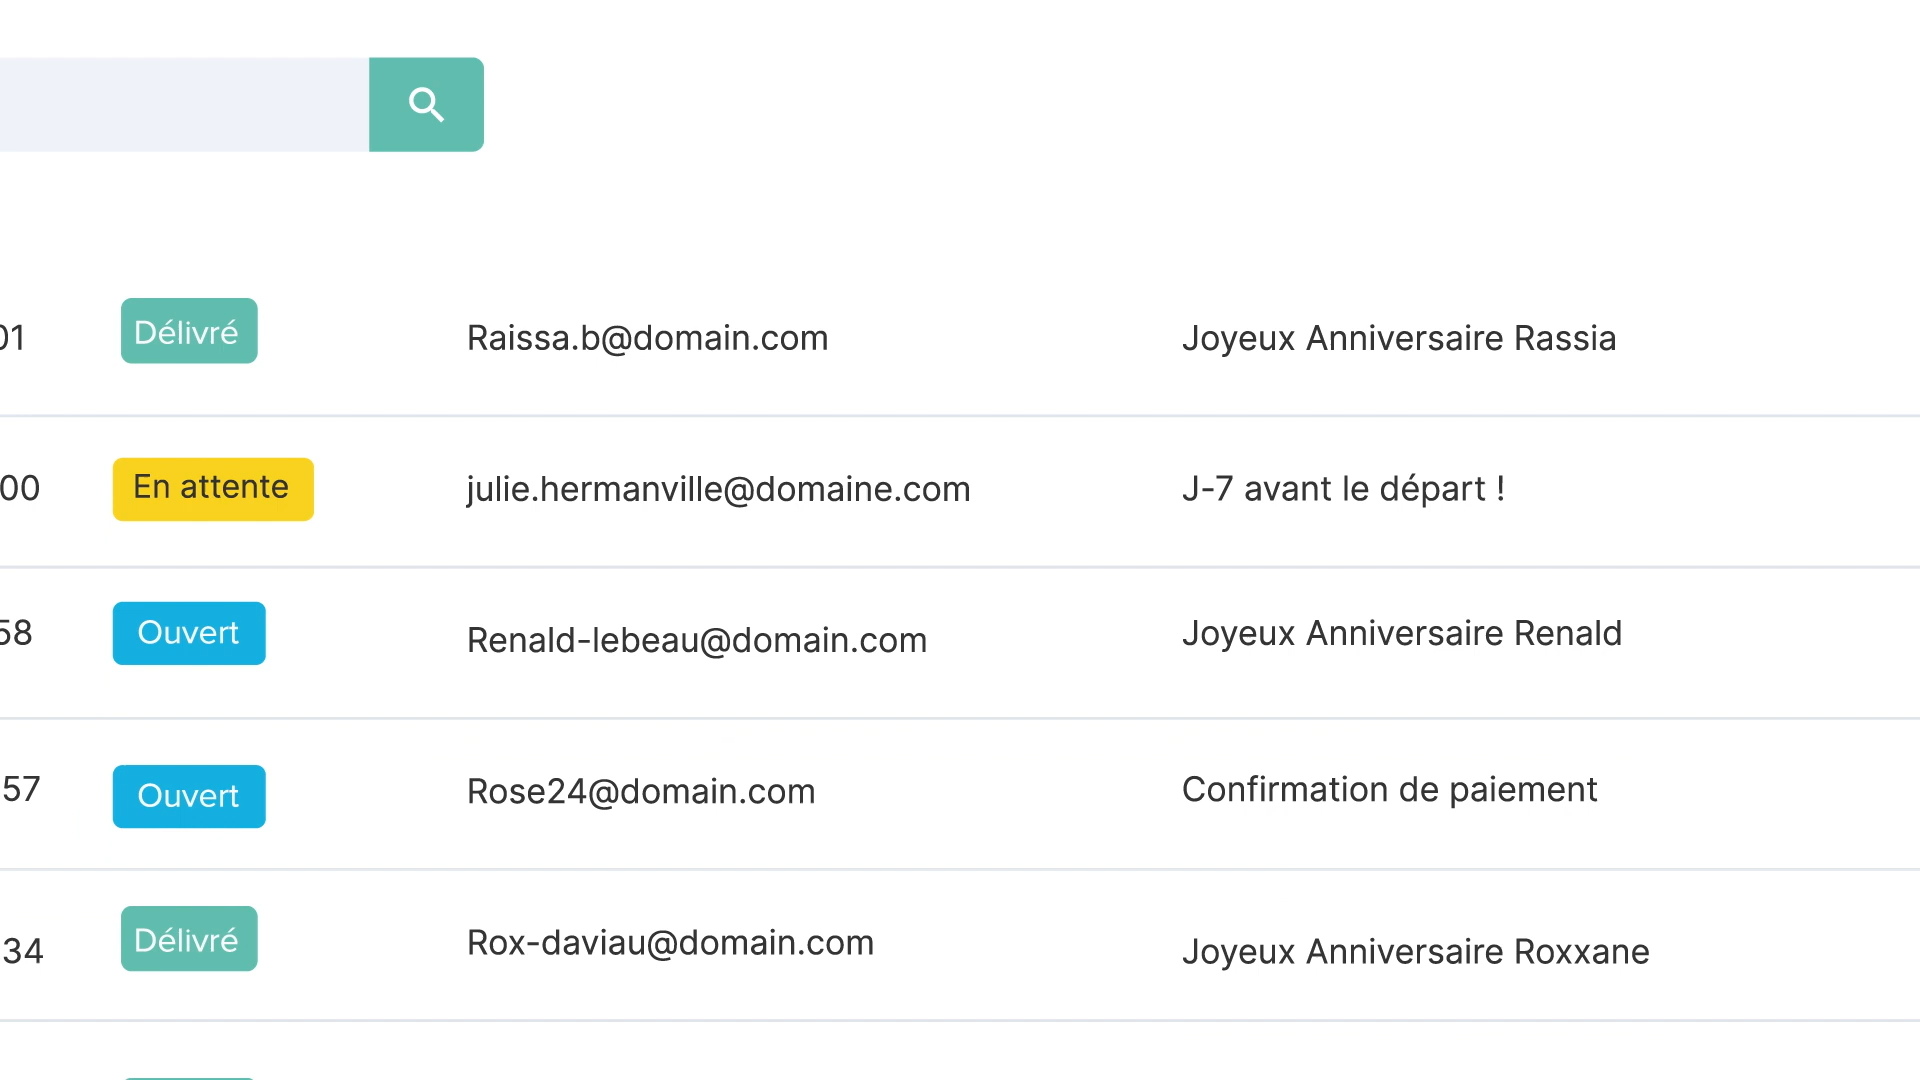 01 Délivré Raissa.b@domain.com Joyeux Anniversaire Rassia
00 En attente julie.hermanville@domaine.com J-7 avant le départ !
58 Ouvert Renald-lebeau@domain.com Joyeux Anniversaire Renald
57 Ouvert Rose24@domain.com Confirmation de paiement
34 Délivré Rox-daviau@domain.com Joyeux Anniversaire Roxxane